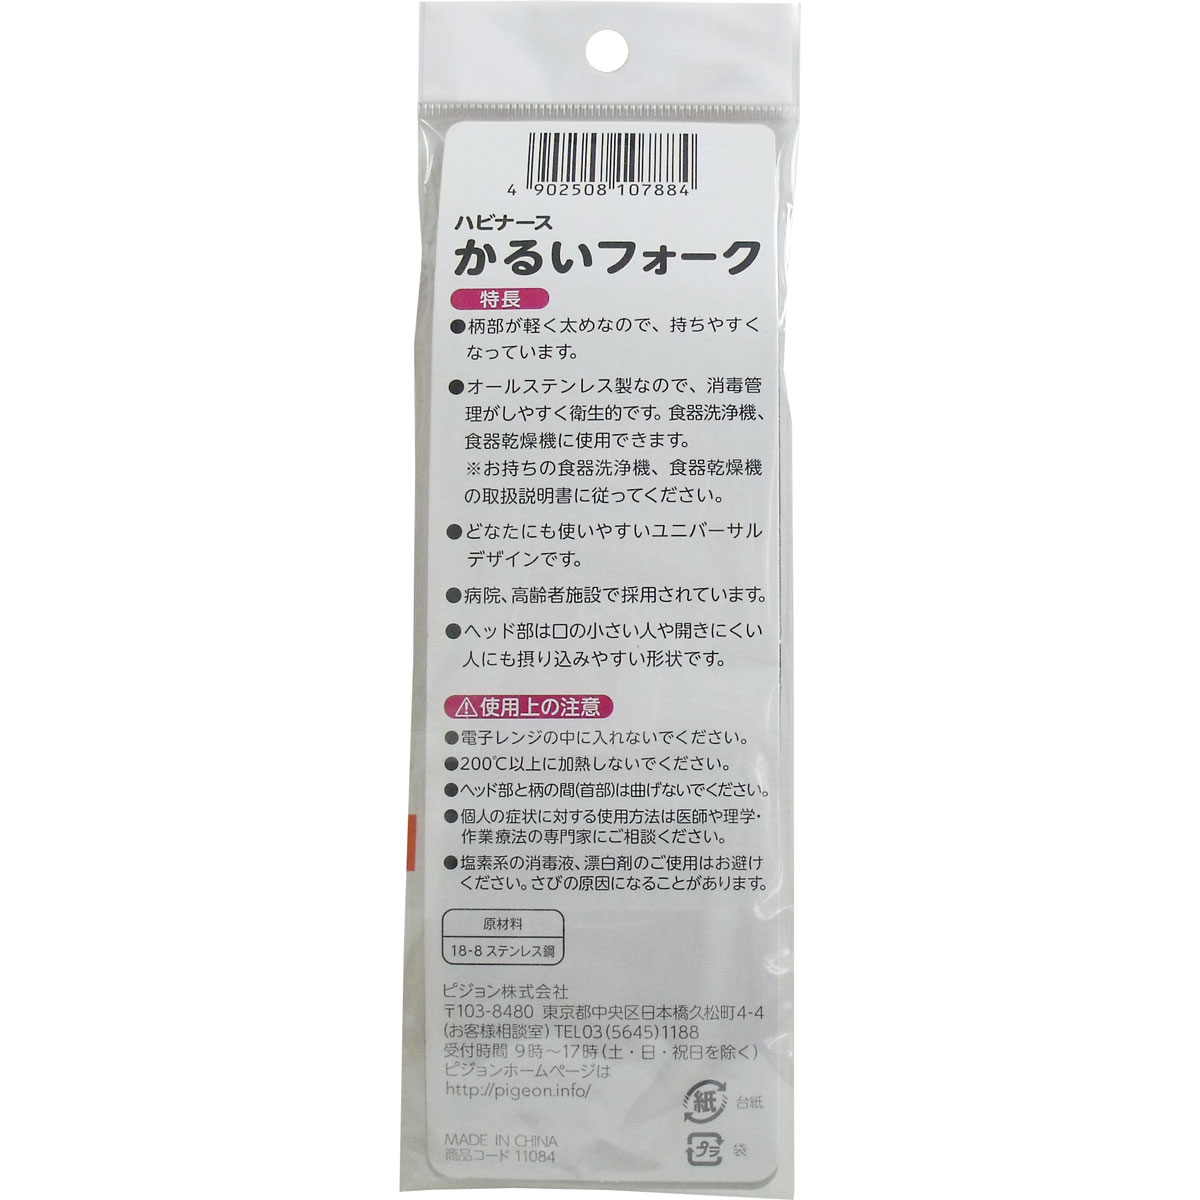 4 902508 107884
ハビナース
かるいフォーク
特長
●柄部が軽く太めなので、持ちやすく
なっています。
●オールステンレス製なので、消毒管
理がしやすく衛生的です。食器洗浄機、
食器乾燥機に使用できます。
※お持ちの食器洗浄機、食器乾燥機
の取扱説明書に従ってください。
●どなたにも使いやすいユニバーサル
デザインです。
●病院、高齢者施設で採用されています。
●ヘッド部は口の小さい人や開きにくい
人にも摂り込みやすい形状です。
⚠使用上の注意
●電子レンジの中に入れないでください。
●200℃以上に加熱しないでください。
●ヘッド部と柄の間(首部)は曲げないでください。
●個人の症状に対する使用方法は医師や理学・
作業療法の専門家にご相談ください。
●塩素系の消毒液、漂白剤のご使用はお避け
ください。さびの原因になることがあります。
原材料
18-8 ステンレス鋼
ピジョン株式会社
〒103-8480 東京都中央区日本橋久松町4-4
(お客様相談室) TEL03(5645)1188
受付時間 9時〜17時(土・日・祝日を除く)
ピジョンホームページは
http://pigeon.info/
紙 台紙
プラ 袋
MADE IN CHINA
商品コード 11084